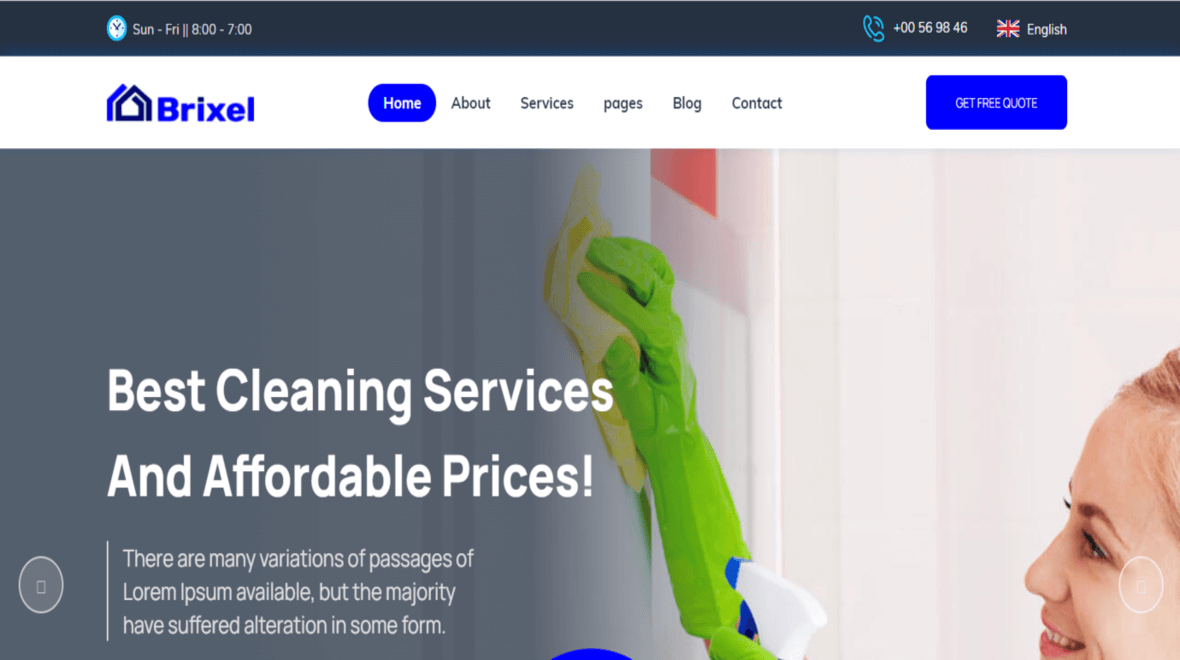 Sun - Fri || 8:00 - 7:00
+00 56 98 46
English
Brixel
Home
About
Services
pages
Blog
Contact
GET FREE QUOTE
Best Cleaning Services
And Affordable Prices!
There are many variations of passages of
Lorem Ipsum available, but the majority
have suffered alteration in some form.